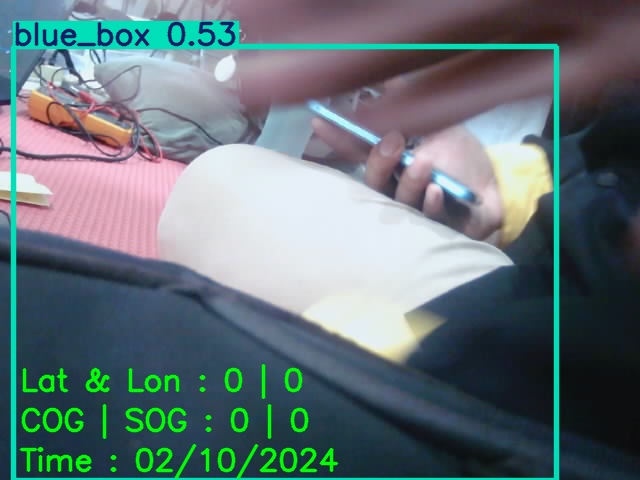 blue_box 0.53
Lat & Lon : 0 | 0
COG | SOG : 0 | 0
Time : 02/10/2024